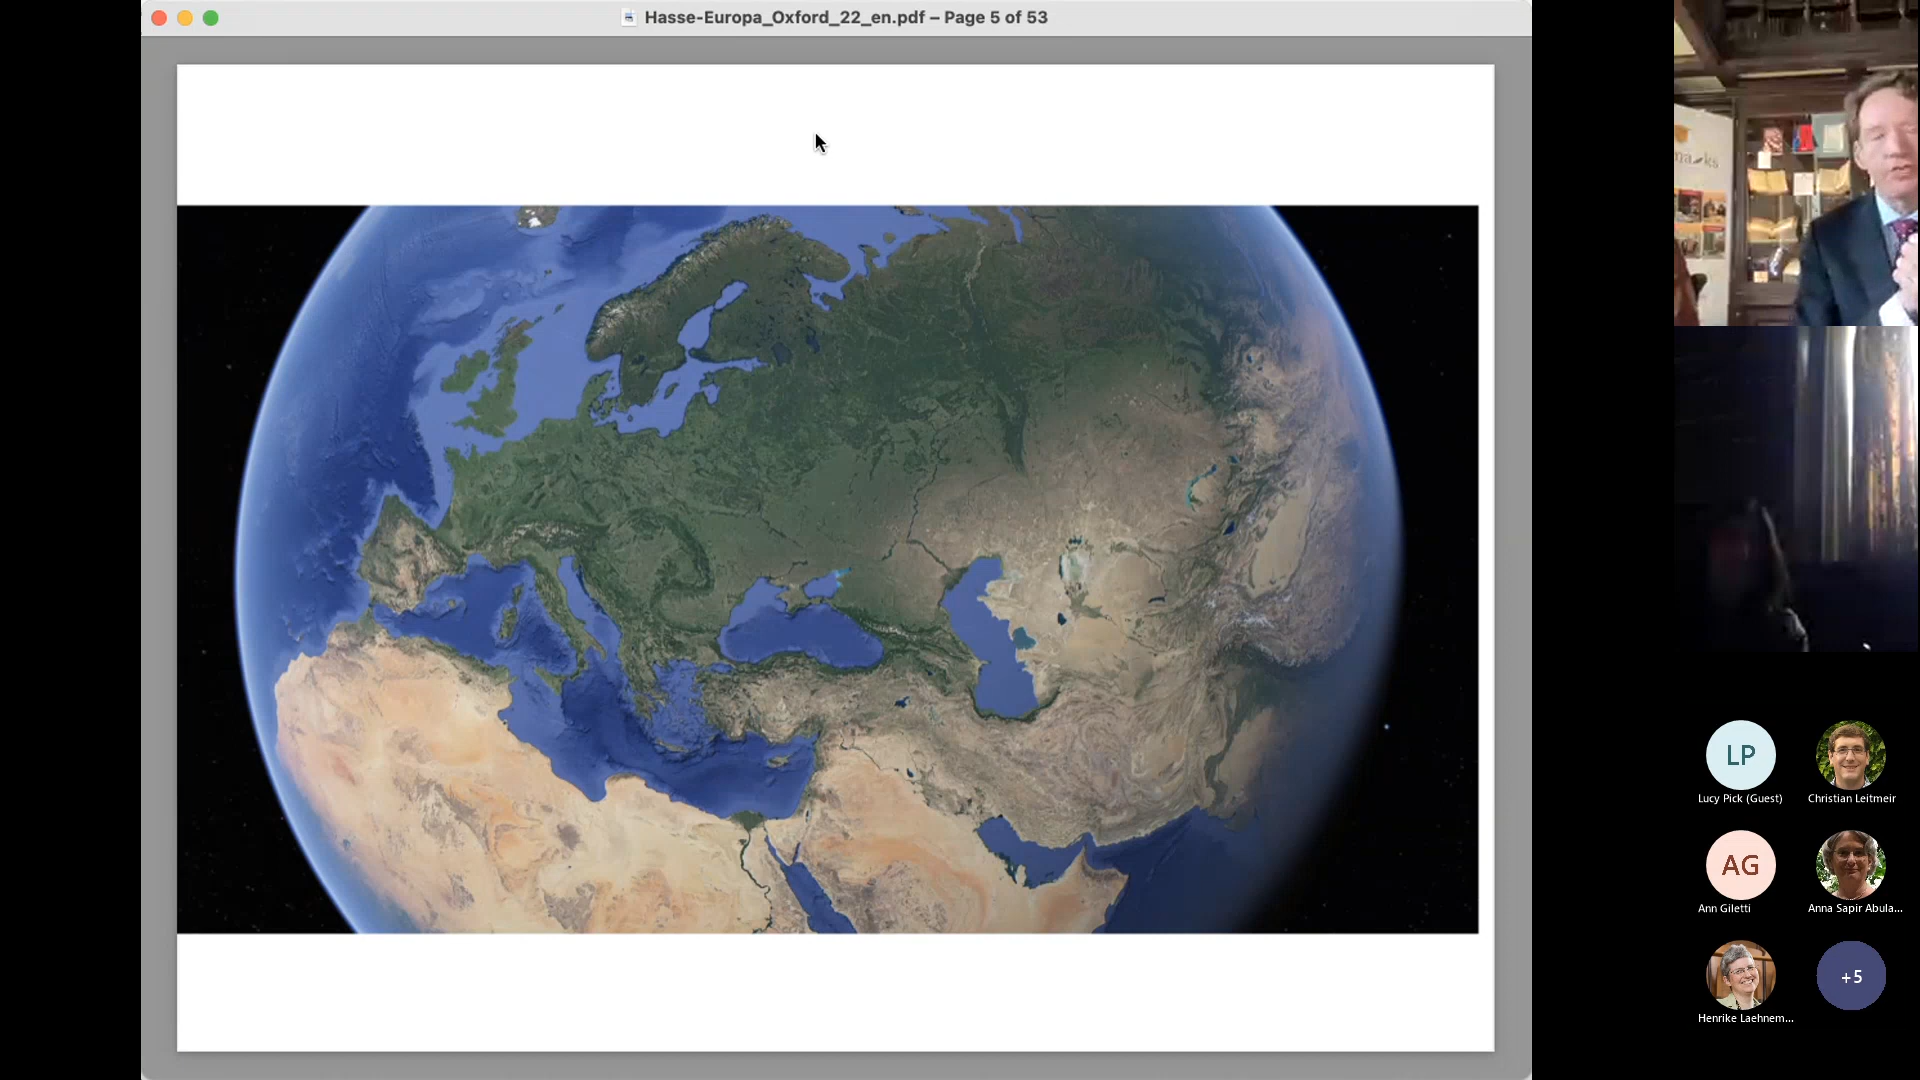 Hasse-Europa_Oxford_22_en.pdf – Page 5 of 53
LP
Lucy Pick (Guest)
Christian Leitmeir
AG
Ann Giletti
Anna Sapir Abula...
Henrike Laehnem...
+5